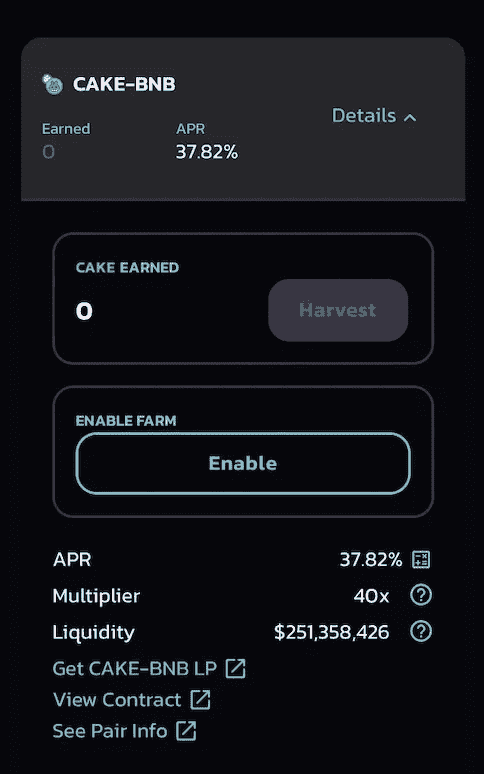 CAKE-BNB
Details
Earned
APR
0
37.82%
CAKE EARNED
0
Harvest
ENABLE FARM
Enable
APR
37.82%
Multiplier
40x
Liquidity
$251,358,426
Get CAKE-BNB LP
View Contract
See Pair Info